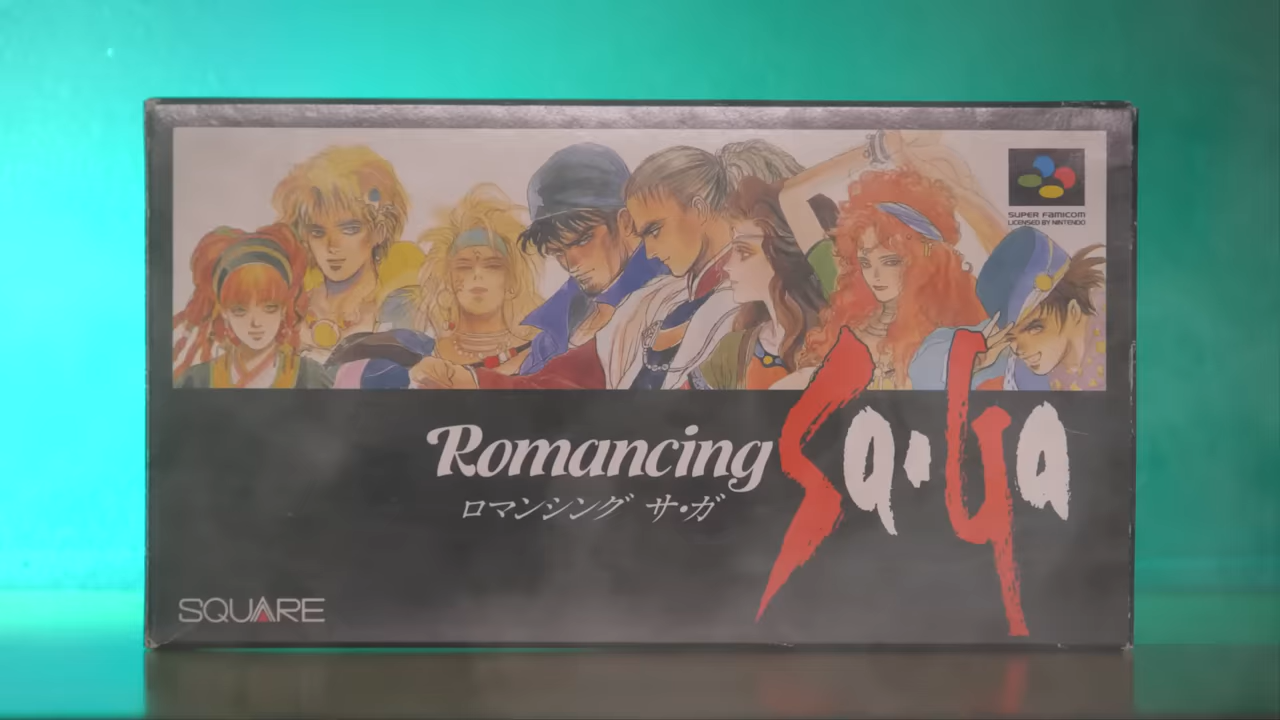 SUPER FAMICOM
LICENSED BY NINTENDO
Romancing Sa・Ga
ロマンシング サ・ガ
SQUARE